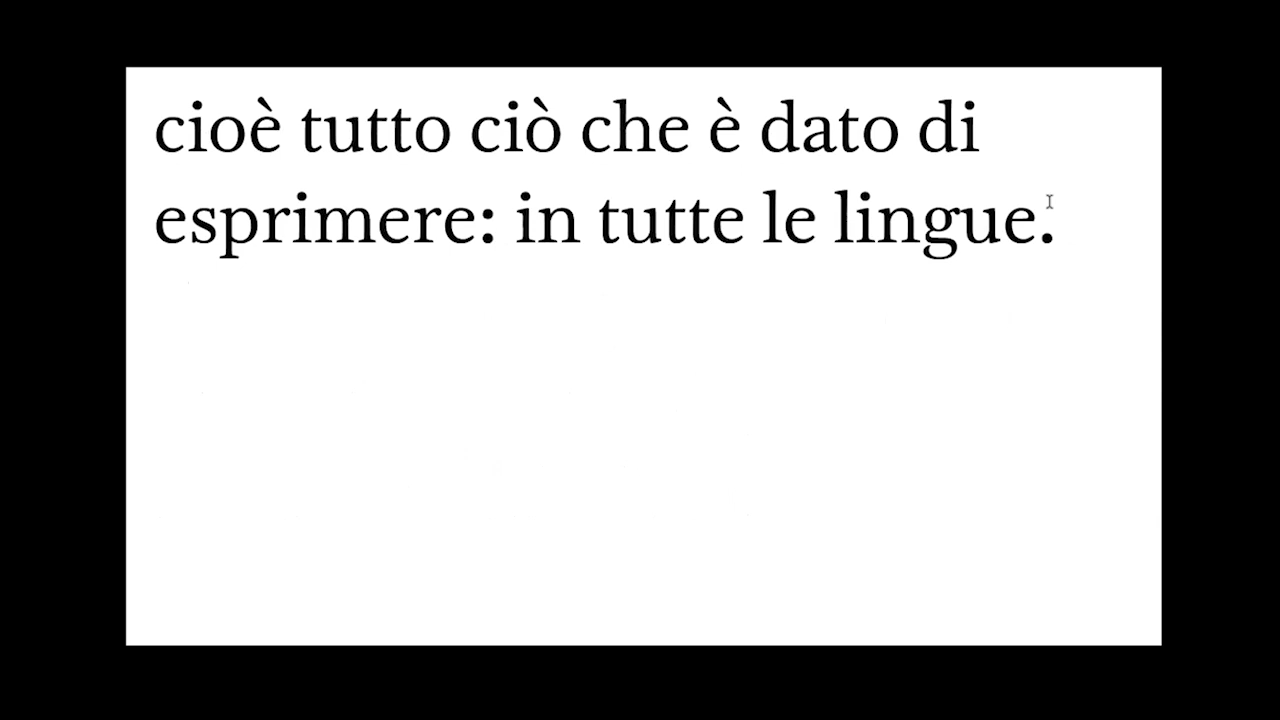 cioè tutto ciò che è dato di
esprimere: in tutte le lingue.